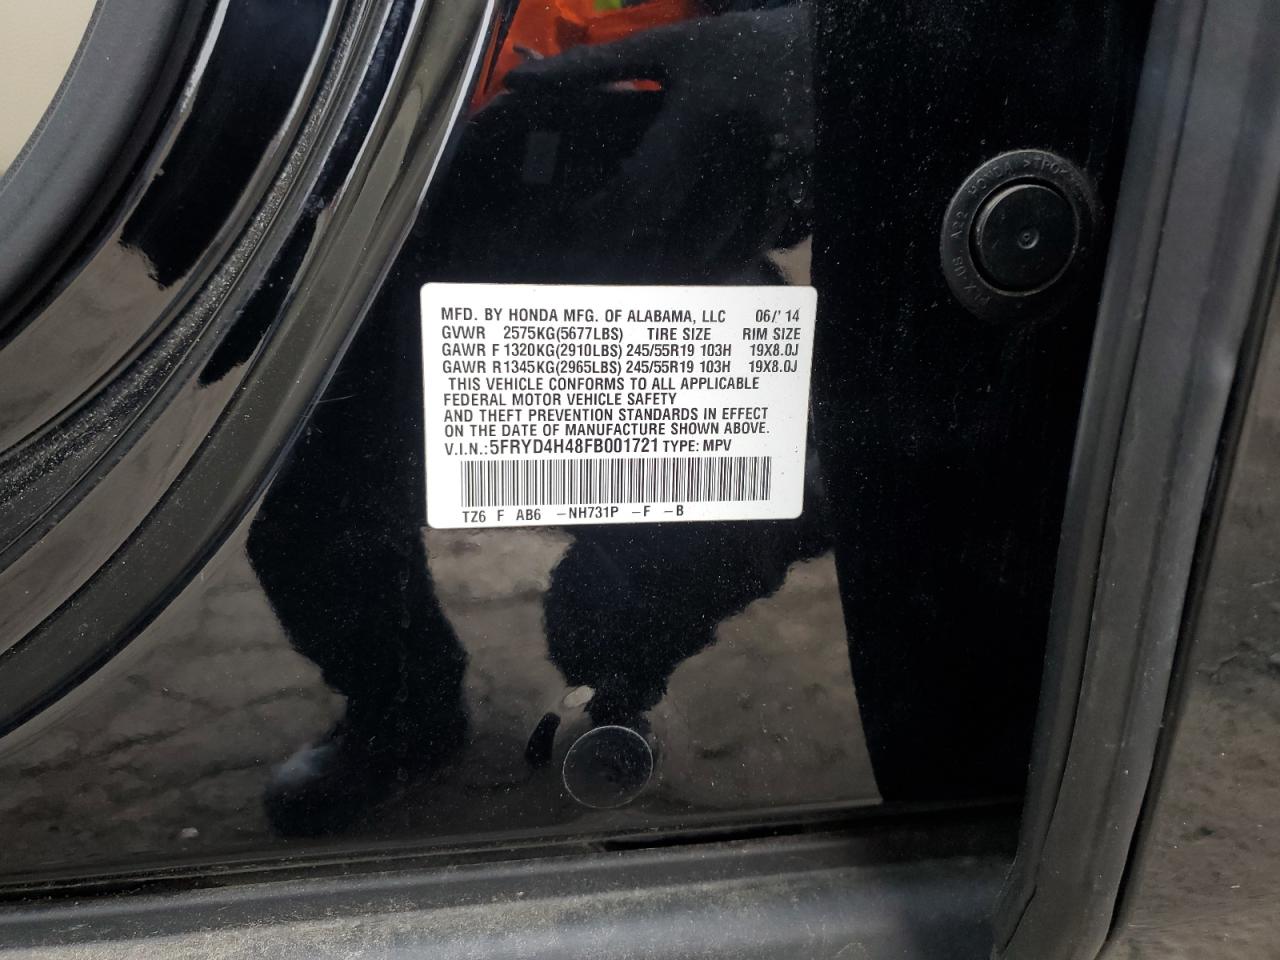 MFD. BY HONDA MFG. OF ALABAMA, LLC 06/'14
GVWR 2575KG(5677LBS) TIRE SIZE RIM SIZE
GAWR F 1320KG(2910LBS) 245/55R19 103H 19X8.0J
GAWR R1345KG(2965LBS) 245/55R19 103H 19X8.0J
THIS VEHICLE CONFORMS TO ALL APPLICABLE
FEDERAL MOTOR VEHICLE SAFETY
AND THEFT PREVENTION STANDARDS IN EFFECT
ON THE DATE OF MANUFACTURE SHOWN ABOVE.
V.I.N.:5FRYD4H48FB001721 TYPE: MPV
TZ6 F AB6 -NH731P -F -B
HONDA